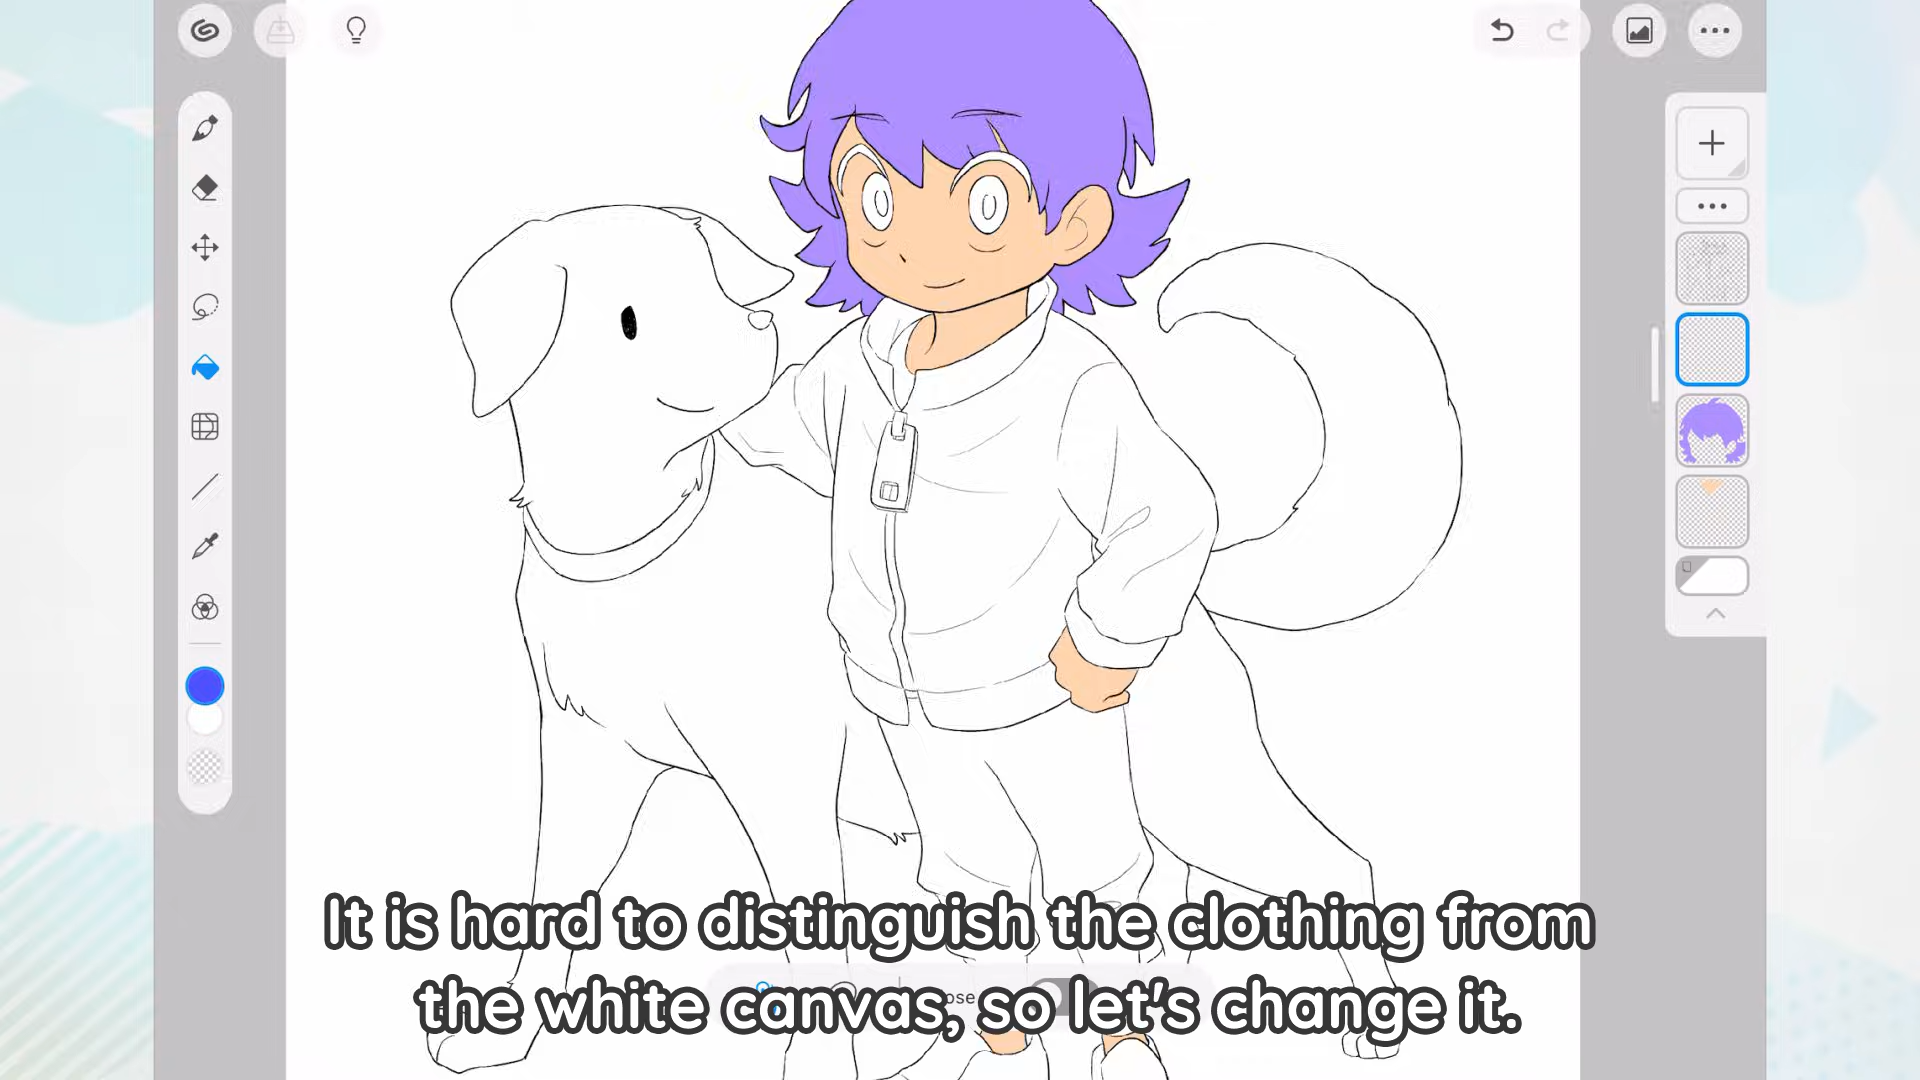 It is hard to distinguish the clothing from
the white canvas, so let's change it.